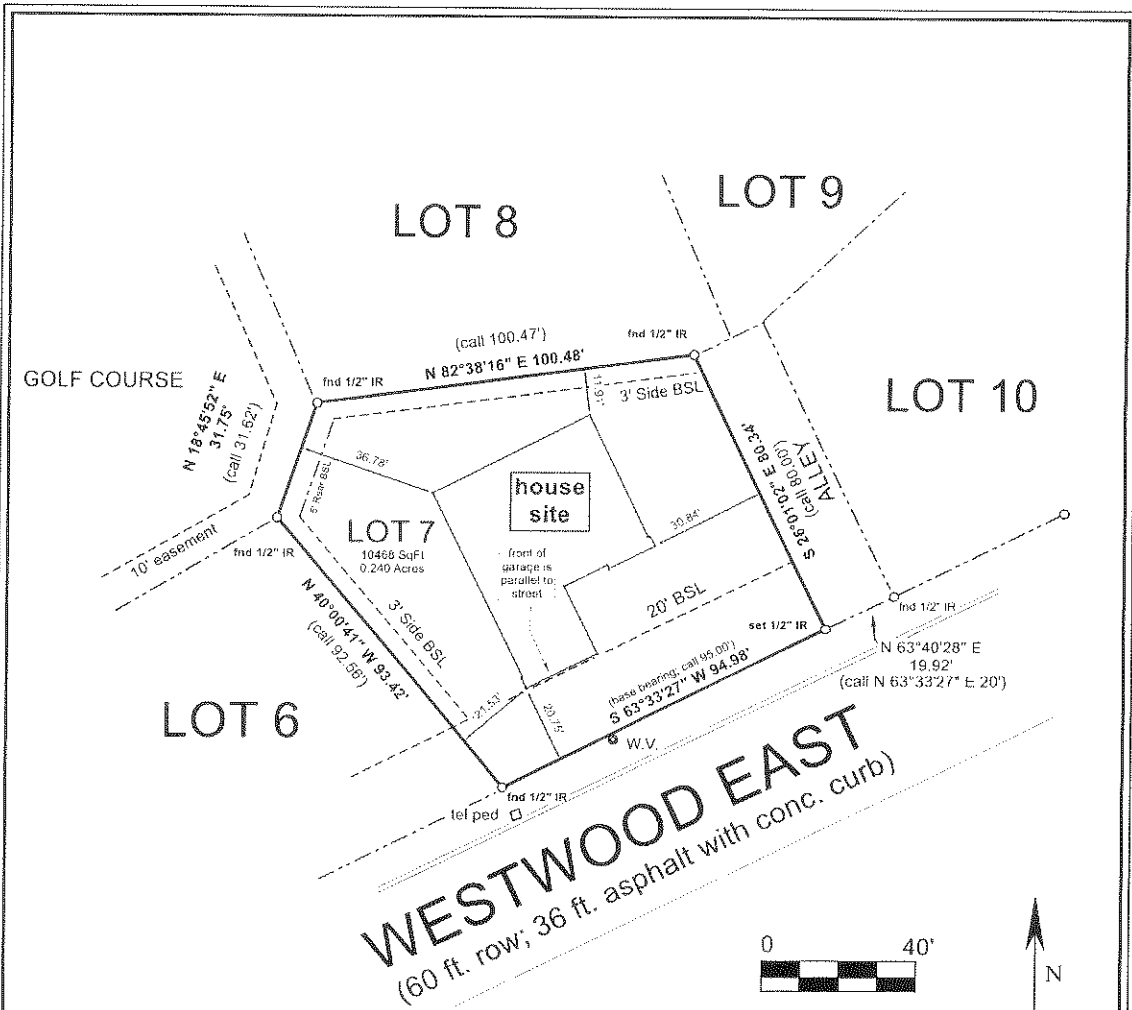 LOT 9
LOT 8
(call 100.47')
fnd 1/2" IR
N 82°38'16" E 100.48'
GOLF COURSE
fnd 1/2" IR
LOT 10
3' Side BSL
11.91'
N 18°45'52" E
31.75'
(call 31.62')
36.78'
5' Rear BSL
house
site
S 26°01'02" E 80.34'
(call 80.00')
ALLEY
LOT 7
10468 SqFt
0.240 Acres
30.84'
fnd 1/2" IR
10' easement
front of
garage is
parallel to
street
20' BSL
N 40°00'41" W 93.42'
(call 92.56')
3' Side BSL
set 1/2" IR
fnd 1/2" IR
(base bearing; call 95.00')
S 63°33'27" W 94.98'
N 63°40'28" E
19.92'
(call N 63°33'27" E 20')
LOT 6
21.53'
20.75'
W.V.
fnd 1/2" IR
tel ped
WESTWOOD EAST
(60 ft. row; 36 ft. asphalt with conc. curb)
0 40'
N